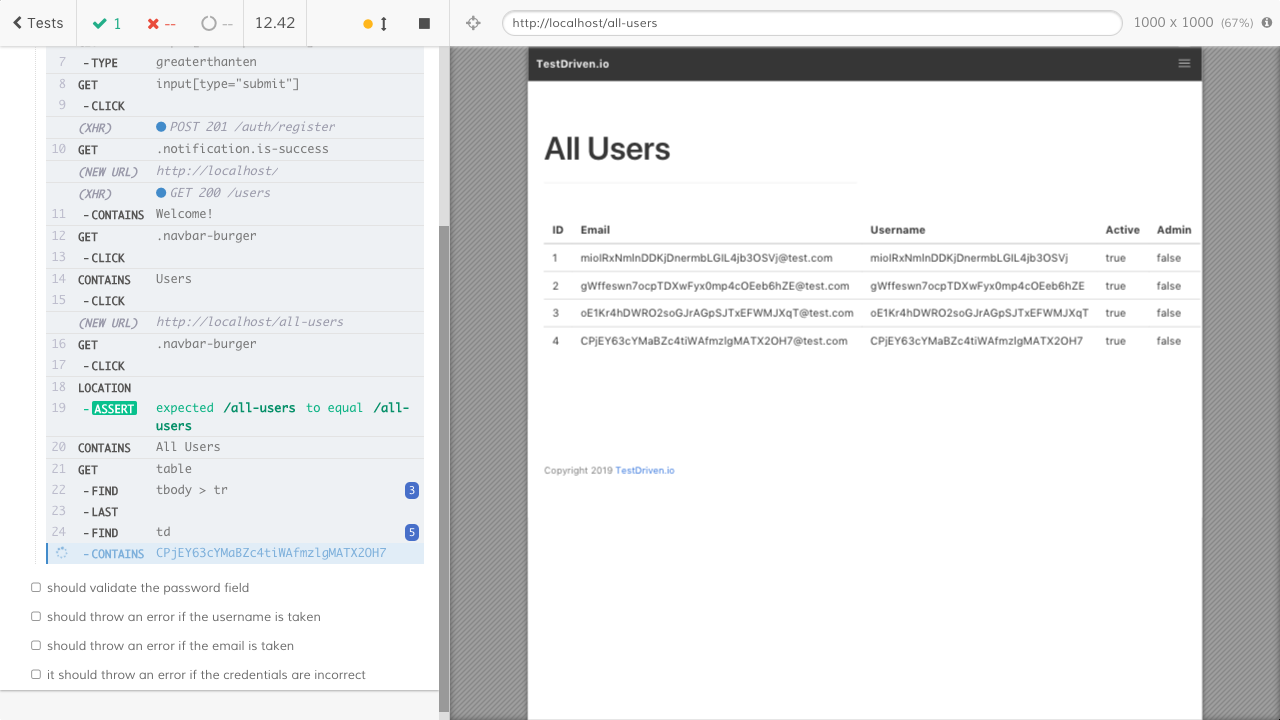 Tests
1
--
--
12.42
http://localhost/all-users
1000 x 1000 (67%)
7 - TYPE greaterthanten
8 GET input[type="submit"]
9 - CLICK
(XHR) POST 201 /auth/register
10 GET .notification.is-success
(NEW URL) http://localhost/
(XHR) GET 200 /users
11 - CONTAINS Welcome!
12 GET .navbar-burger
13 - CLICK
14 CONTAINS Users
15 - CLICK
(NEW URL) http://localhost/all-users
16 GET .navbar-burger
17 - CLICK
18 LOCATION
19 - ASSERT expected /all-users to equal /all-
users
20 CONTAINS All Users
21 GET table
22 - FIND tbody > tr 3
23 - LAST
24 - FIND td 5
- CONTAINS CPjEY63cYMaBZc4tiWAfmzlgMATX2OH7
should validate the password field
should throw an error if the username is taken
should throw an error if the email is taken
it should throw an error if the credentials are incorrect
TestDriven.io
All Users
ID Email Username Active Admin
1 mioIRxNmInDDKjDnermbLGIL4jb3OSVj@test.com mioIRxNmInDDKjDnermbLGIL4jb3OSVj true false
2 gWffeswn7ocpTDXwFyx0mp4cOEeb6hZE@test.com gWffeswn7ocpTDXwFyx0mp4cOEeb6hZE true false
3 oE1Kr4hDWRO2soGJrAGpSJTxEFWMJXqT@test.com oE1Kr4hDWRO2soGJrAGpSJTxEFWMJXqT true false
4 CPjEY63cYMaBZc4tiWAfmzlgMATX2OH7@test.com CPjEY63cYMaBZc4tiWAfmzlgMATX2OH7 true false
Copyright 2019 TestDriven.io